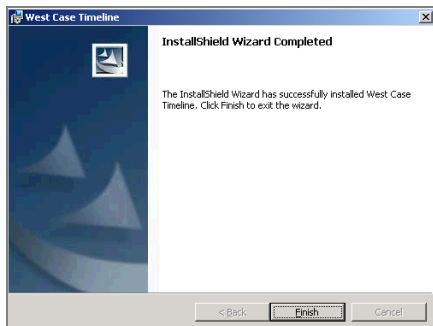 West Case Timeline
InstallShield Wizard Completed
The InstallShield Wizard has successfully installed West Case
Timeline. Click Finish to exit the wizard.
< Back
Finish
Cancel